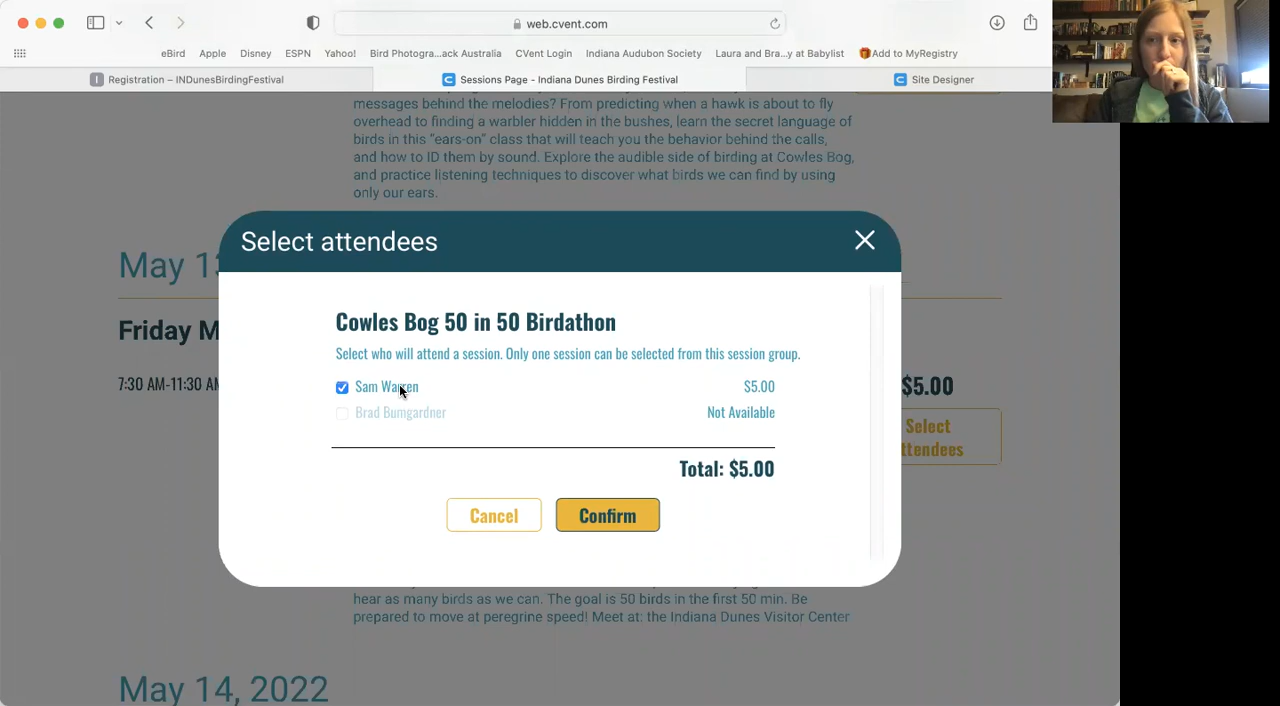 web.cvent.com
eBird Apple Disney ESPN Yahoo! Bird Photogra...ack Australia CVent Login Indiana Audubon Society Laura and Bra...y at Babylist Add to MyRegistry
I Registration – INDunesBirdingFestival
C Sessions Page - Indiana Dunes Birding Festival
C Site Designer
messages behind the melodies? From predicting when a hawk is about to fly
overhead to finding a warbler hidden in the bushes, learn the secret language of
birds in this "ears-on" class that will teach you the behavior behind the calls,
and how to ID them by sound. Explore the audible side of birding at Cowles Bog,
and practice listening techniques to discover what birds we can find by using
only our ears.
May 13
Select attendees
Friday M
7:30 AM-11:30 AM
Cowles Bog 50 in 50 Birdathon
Select who will attend a session. Only one session can be selected from this session group.
Sam Warren $5.00
Brad Bumgardner Not Available
Total: $5.00
Cancel Confirm
$5.00
Select
attendees
hear as many birds as we can. The goal is 50 birds in the first 50 min. Be
prepared to move at peregrine speed! Meet at: the Indiana Dunes Visitor Center
May 14, 2022